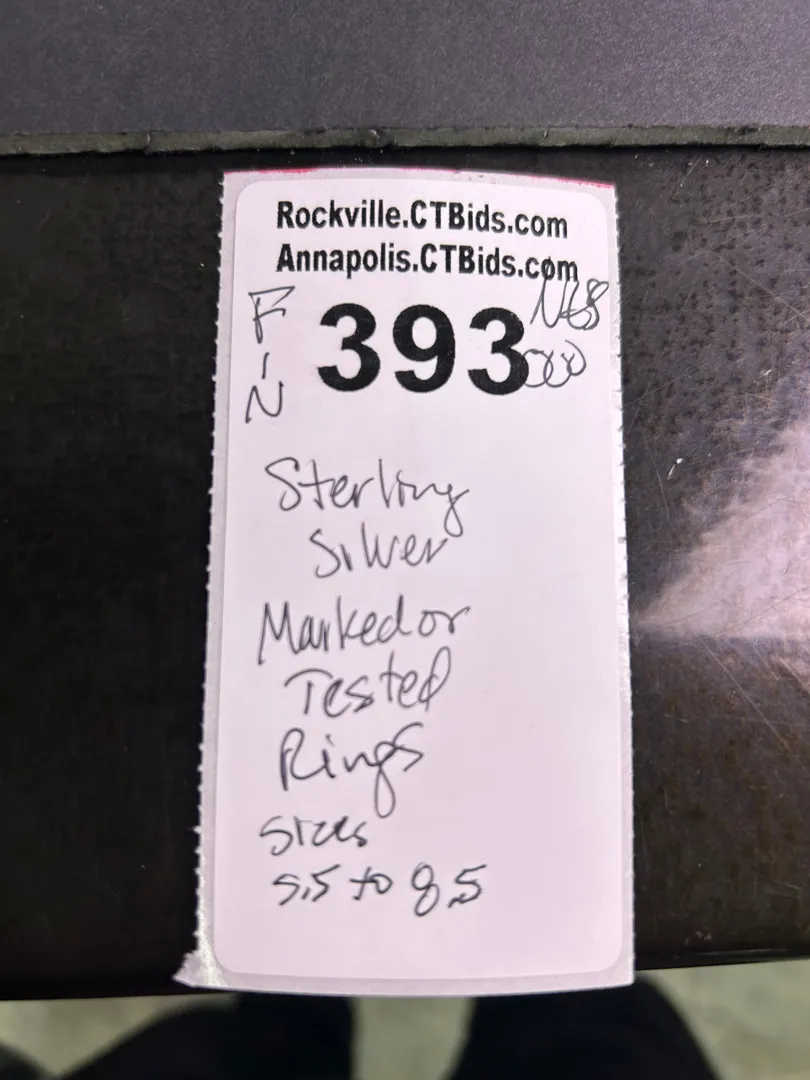 Rockville.CTBids.com
Annapolis.CTBids.com
F-N
393
Sterling
Silver
Marked or
Tested
Rings
Sizes
5.5 to 8.5